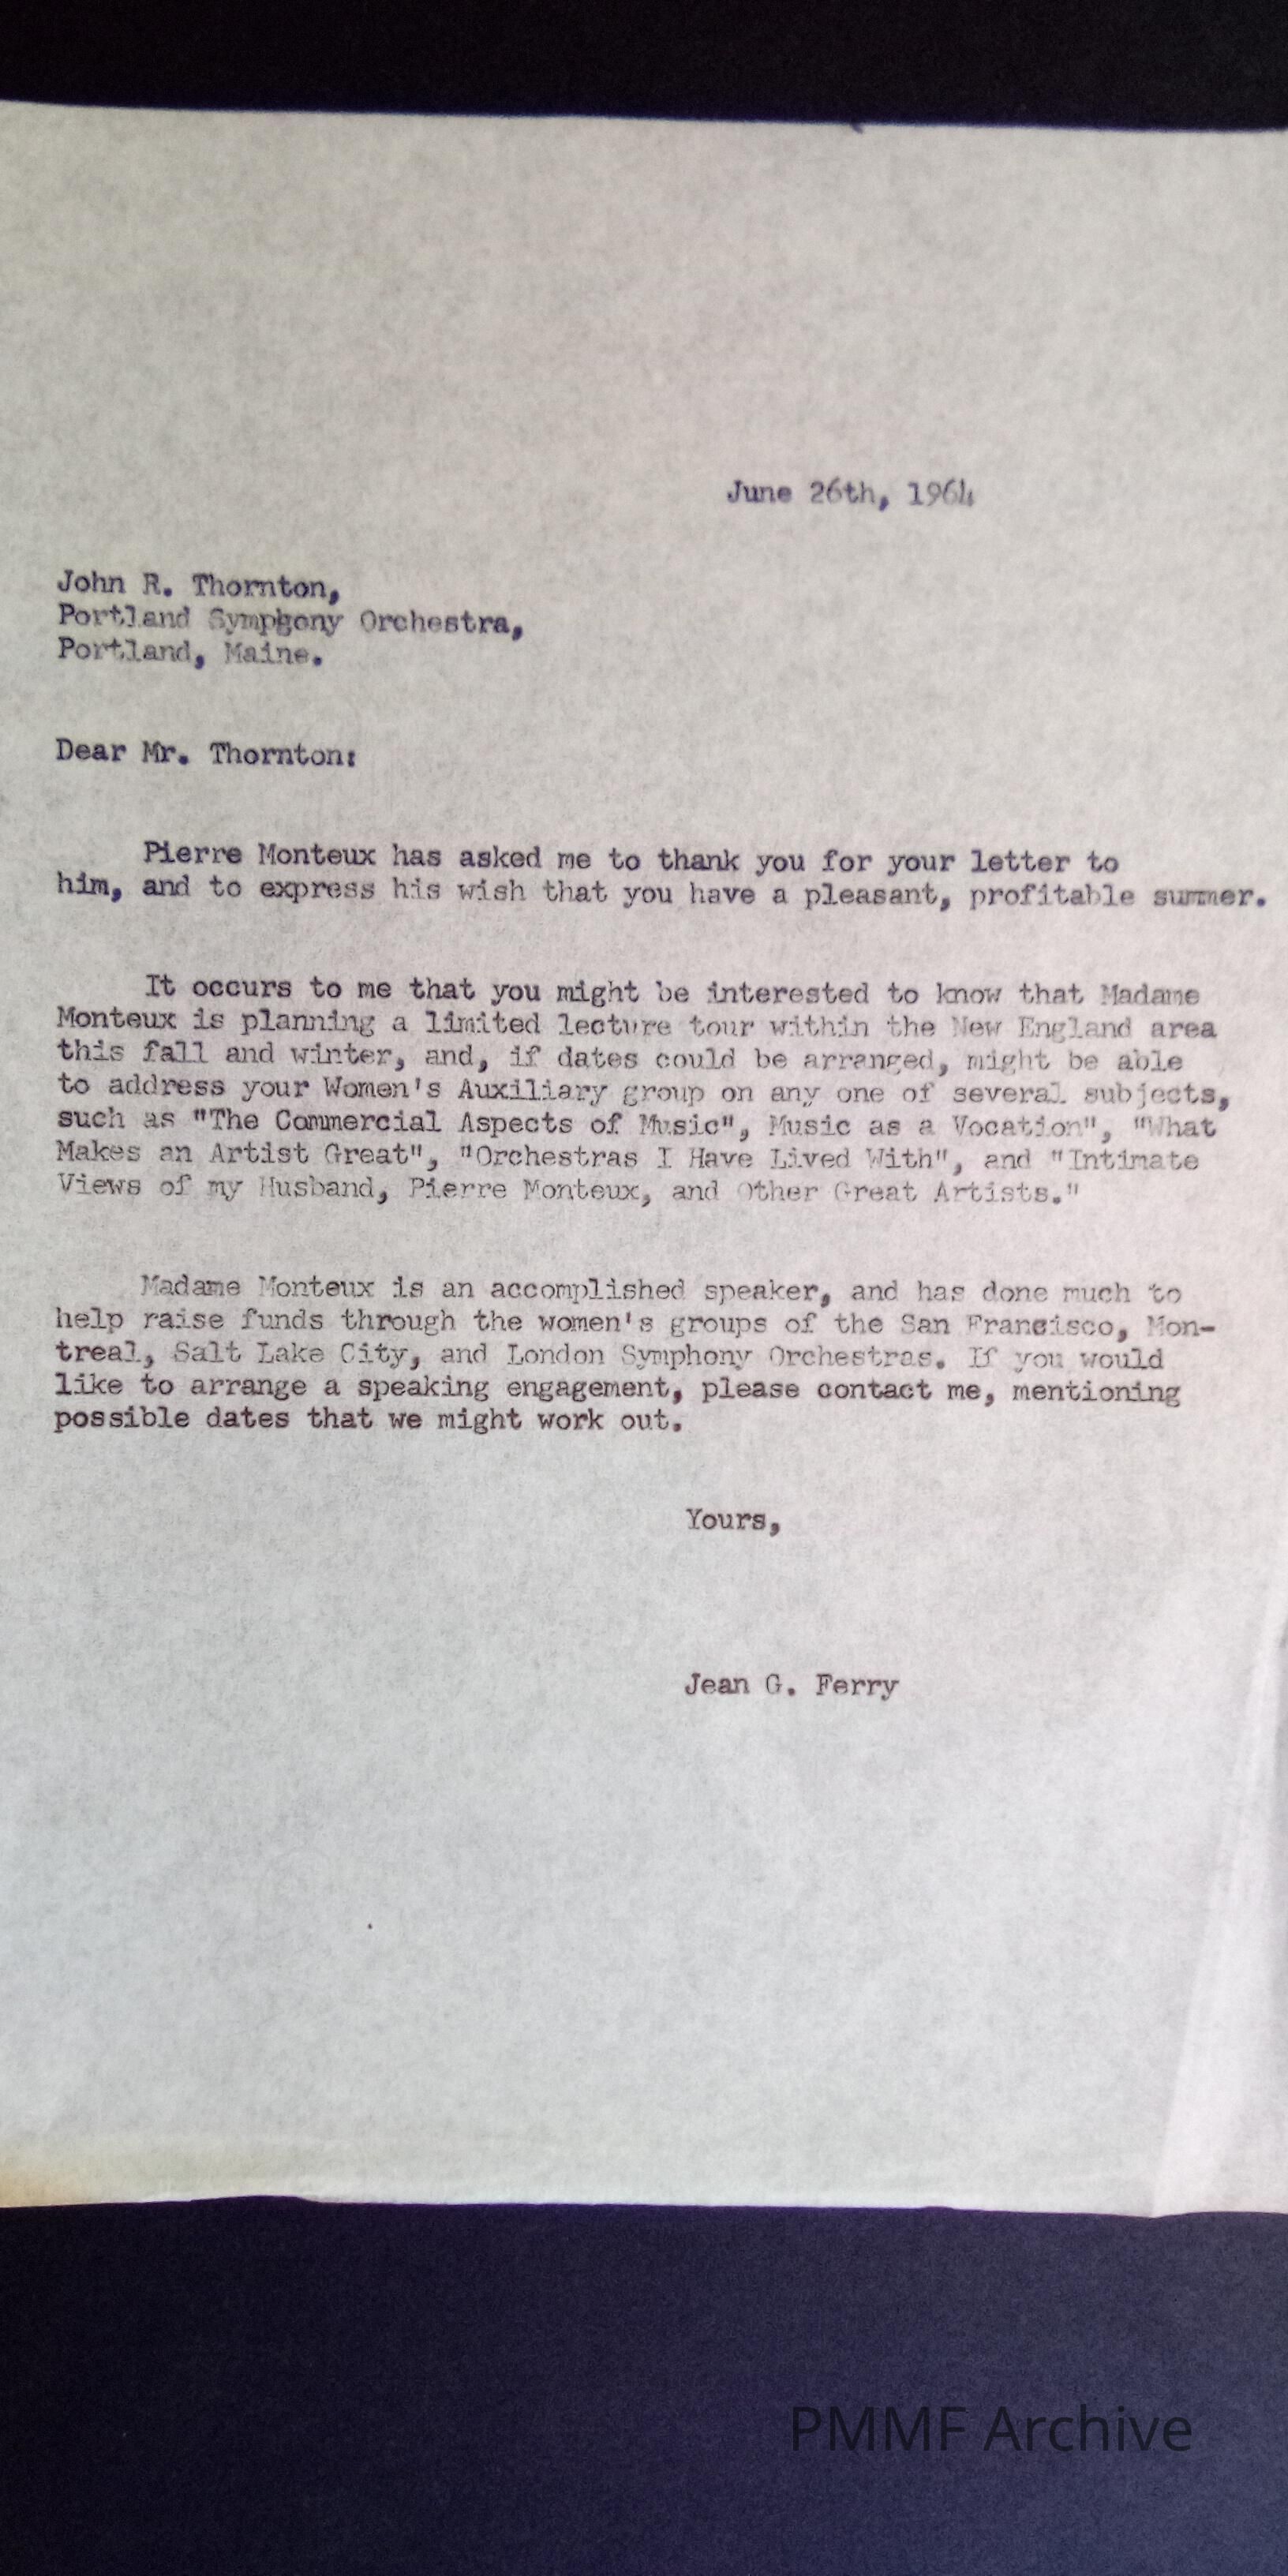 June 26th, 1964
John R. Thornton,
Portland Symphony Orchestra,
Portland, Maine.
Dear Mr. Thornton:
Pierre Monteux has asked me to thank you for your letter to
him, and to express his wish that you have a pleasant, profitable summer.
It occurs to me that you might be interested to know that Madame
Monteux is planning a limited lecture tour within the New England area
this fall and winter, and, if dates could be arranged, might be able
to address your Women's Auxiliary group on any one of several subjects,
such as "The Commercial Aspects of Music", Music as a Vocation", "What
Makes an Artist Great", "Orchestras I Have Lived With", and "Intimate
Views of my Husband, Pierre Monteux, and Other Great Artists."
Madame Monteux is an accomplished speaker, and has done much to
help raise funds through the women's groups of the San Francisco, Mon-
treal, Salt Lake City, and London Symphony Orchestras. If you would
like to arrange a speaking engagement, please contact me, mentioning
possible dates that we might work out.
Yours,
Jean G. Ferry
PMMF Archive